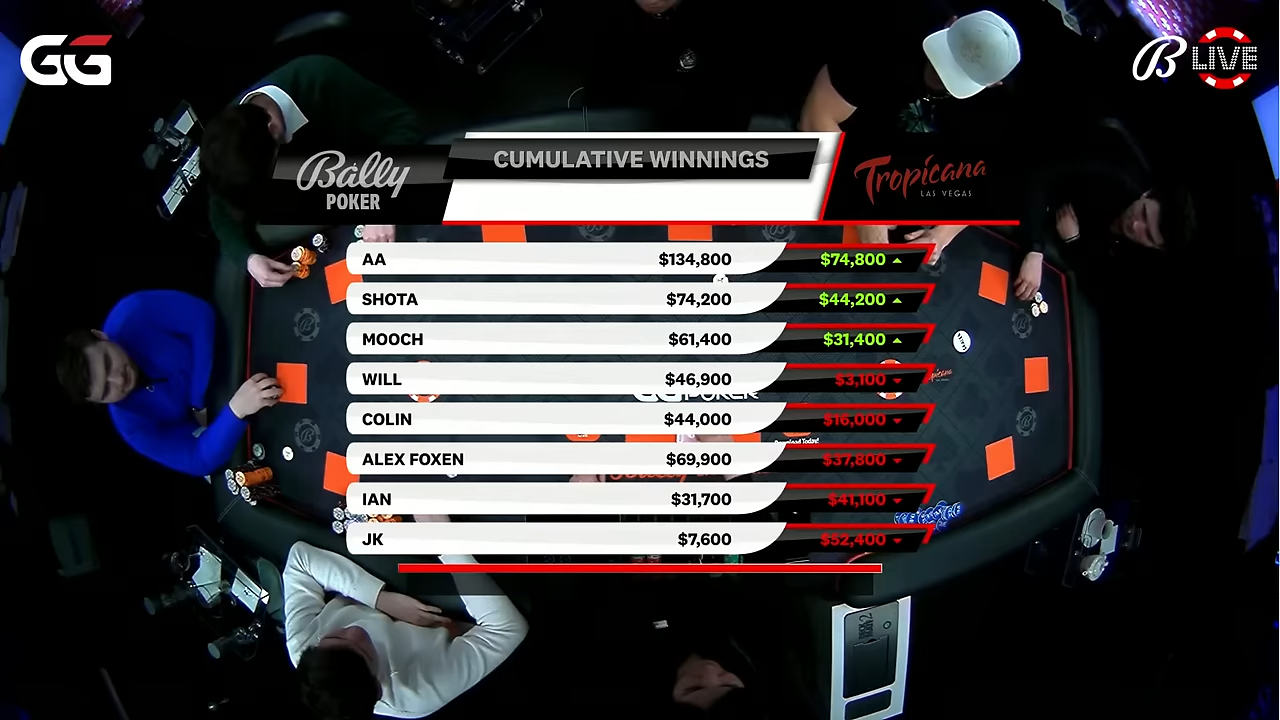 GG
B LIVE
Bally
POKER
CUMULATIVE WINNINGS
Tropicana
LAS VEGAS
AA $134,800 $74,800
SHOTA $74,200 $44,200
MOOCH $61,400 $31,400
WILL $46,900 $3,100
COLIN $44,000 $16,000
ALEX FOXEN $69,900 $37,800
IAN $31,700 $41,100
JK $7,600 $52,400